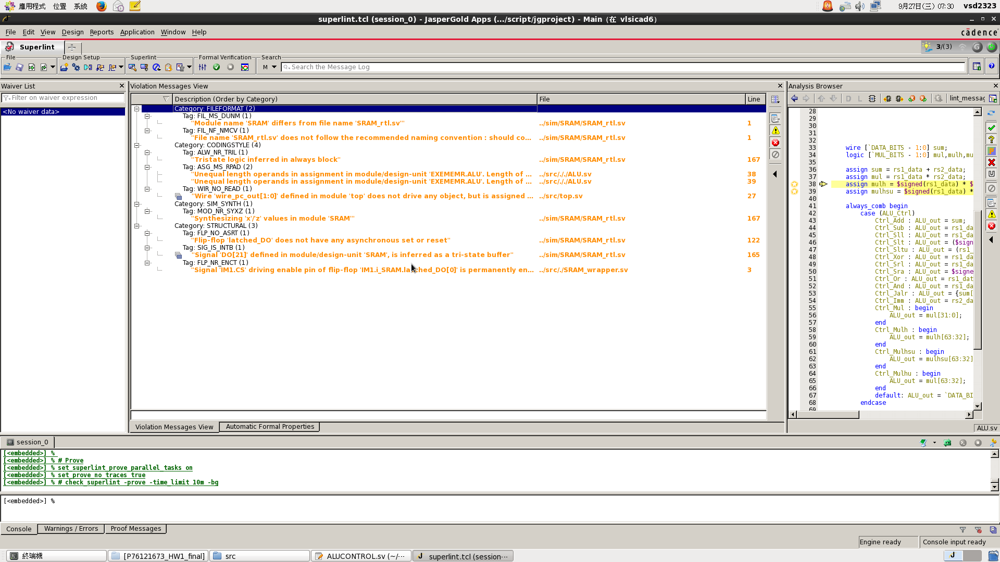 應用程式 位置 系統 9月27日(三) 07:30 vsd2323
superlint.tcl (session_0) - JasperGold Apps (.../script/jgproject) - Main (在 vlsicad6)
File Edit View Design Reports Application Window Help cādence
Superlint 3/(3)
File Design Setup Superlint Formal Verification Search
M Search the Message Log
Waiver List
Filter on waiver expression
<No waiver data>
Violation Messages View
Description (Order by Category) File Line
Category: FILEFORMAT (2)
Tag: FIL_MS_DUNM (1)
"Module name 'SRAM' differs from file name 'SRAM_rtl.sv'" ../sim/SRAM/SRAM_rtl.sv 1
Tag: FIL_NF_NMCV (1)
"File name 'SRAM_rtl.sv' does not follow the recommended naming convention : should co... ../sim/SRAM/SRAM_rtl.sv 1
Category: CODINGSTYLE (4)
Tag: ALW_NR_TRIL (1)
"Tristate logic inferred in always block" ../sim/SRAM/SRAM_rtl.sv 167
Tag: ASG_MS_RPAD (2)
"Unequal length operands in assignment in module/design-unit 'EXEMEMR.ALU'. Length of ... ../src/././ALU.sv 38
"Unequal length operands in assignment in module/design-unit 'EXEMEMR.ALU'. Length of ... ../src/././ALU.sv 39
Tag: WIR_NO_READ (1)
"Wire 'wire_pc_out[1:0]' defined in module 'top' does not drive any object, but is assigned ... ../src/top.sv 27
Category: SIM_SYNTH (1)
Tag: MOD_NR_SYXZ (1)
"Synthesizing 'x'/'z' values in module 'SRAM'" ../sim/SRAM/SRAM_rtl.sv 167
Category: STRUCTURAL (3)
Tag: FLP_NO_ASRT (1)
"Flip-flop 'latched_DO' does not have any asynchronous set or reset" ../sim/SRAM/SRAM_rtl.sv 122
Tag: SIG_IS_INTB (1)
"Signal 'DO[21]' defined in module/design-unit 'SRAM', is inferred as a tri-state buffer" ../sim/SRAM/SRAM_rtl.sv 165
Tag: FLP_NR_ENCT (1)
"Signal 'IM1.CS' driving enable pin of flip-flop 'IM1.i_SRAM.latched_DO[0]' is permanently en... ../src/./SRAM_wrapper.sv 3
Violation Messages View Automatic Formal Properties
Analysis Browser
D L lint_messag
28
29
30
31
32
33 wire [`DATA_BITS - 1:0] sum;
34 logic [`MUL_BITS - 1:0] mul,mulh,mu
35
36 assign sum = rs1_data + rs2_data;
37 assign mul = rs1_data * rs2_data;
38 assign mulh = $signed(rs1_data) * $
39 assign mulhsu = $signed(rs1_data) *
40
41 always_comb begin
42 case (ALU_Ctrl)
43 Ctrl_Add : ALU_out = sum;
44 Ctrl_Sub : ALU_out = rs1_da
45 Ctrl_Sll : ALU_out = rs1_da
46 Ctrl_Slt : ALU_out = ($sign
47 Ctrl_Sltu : ALU_out = (rs1_
48 Ctrl_Xor : ALU_out = rs1_da
49 Ctrl_Srl : ALU_out = rs1_da
50 Ctrl_Sra : ALU_out = $signe
51 Ctrl_Or : ALU_out = rs1_dat
52 Ctrl_And : ALU_out = rs1_da
53 Ctrl_Jalr : ALU_out = {sum[
54 Ctrl_Imm : ALU_out = rs2_da
55 Ctrl_Mul : begin
56 ALU_out = mul[31:0];
57 end
58 Ctrl_Mulh : begin
59 ALU_out = mulh[63:32];
60 end
61 Ctrl_Mulhsu : begin
62 ALU_out = mulhsu[63:32]
63 end
64 Ctrl_Mulhu : begin
65 ALU_out = mul[63:32];
66 end
67 default: ALU_out = `DATA_BI
68 endcase
69
ALU.sv
session_0
[<embedded>] %
[<embedded>] % # Prove
[<embedded>] % set_superlint_prove_parallel_tasks on
[<embedded>] % set_prove_no_traces true
[<embedded>] % # check_superlint -prove -time_limit 10m -bg
[<embedded>] %
Console Warnings / Errors Proof Messages
Engine ready Console input ready
終端機 [P76121673_HW1_final] src ALUCONTROL.sv (~/··· superlint.tcl (session···